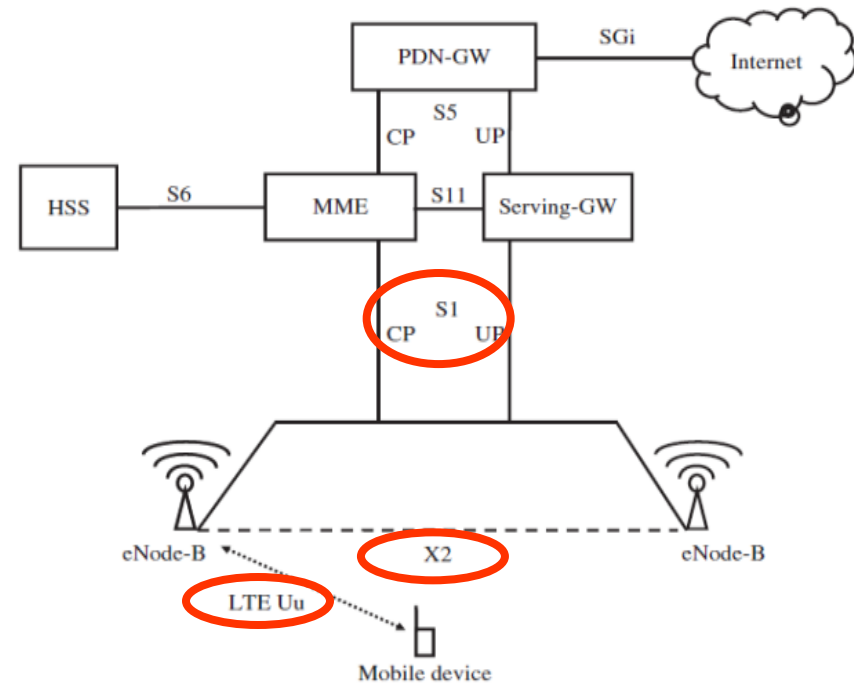 SGi
PDN-GW
Internet
S5
CP UP
S6
S11
HSS
MME
Serving-GW
S1
CP UP
eNode-B
X2
eNode-B
LTE Uu
Mobile device